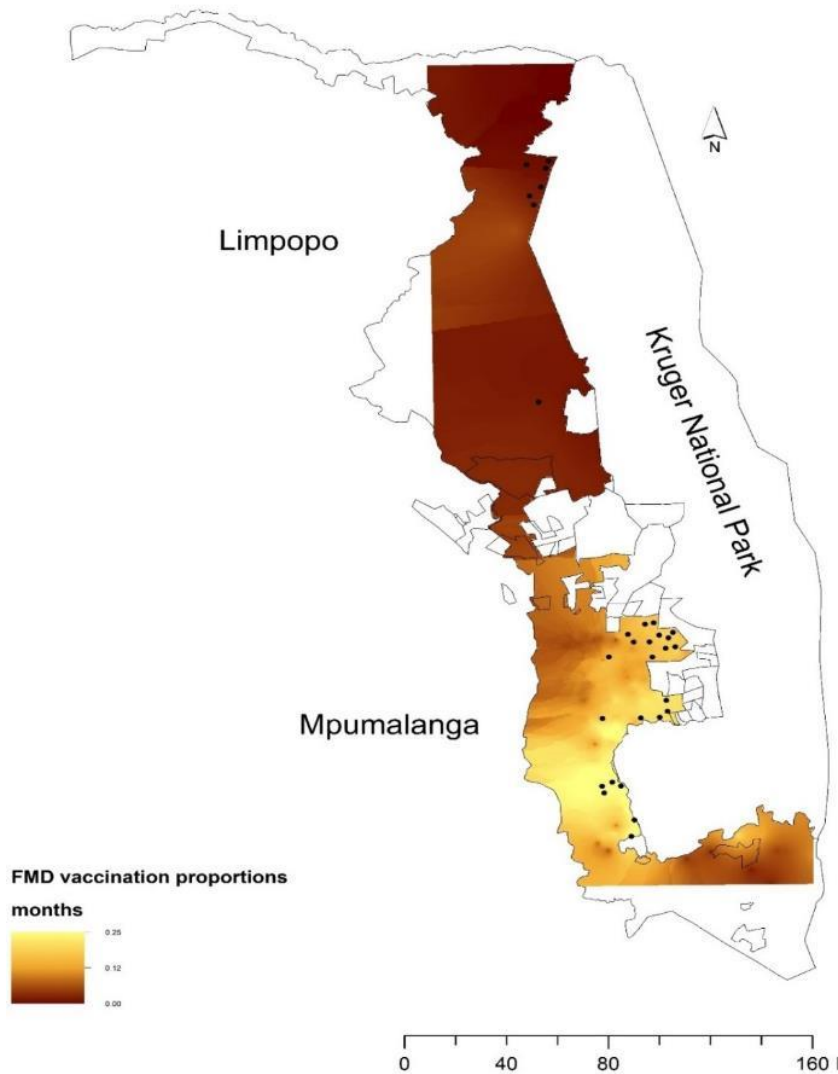 N
Limpopo
Kruger National Park
Mpumalanga
FMD vaccination proportions
months
0.25
0.12
0.00
0 40 80 160